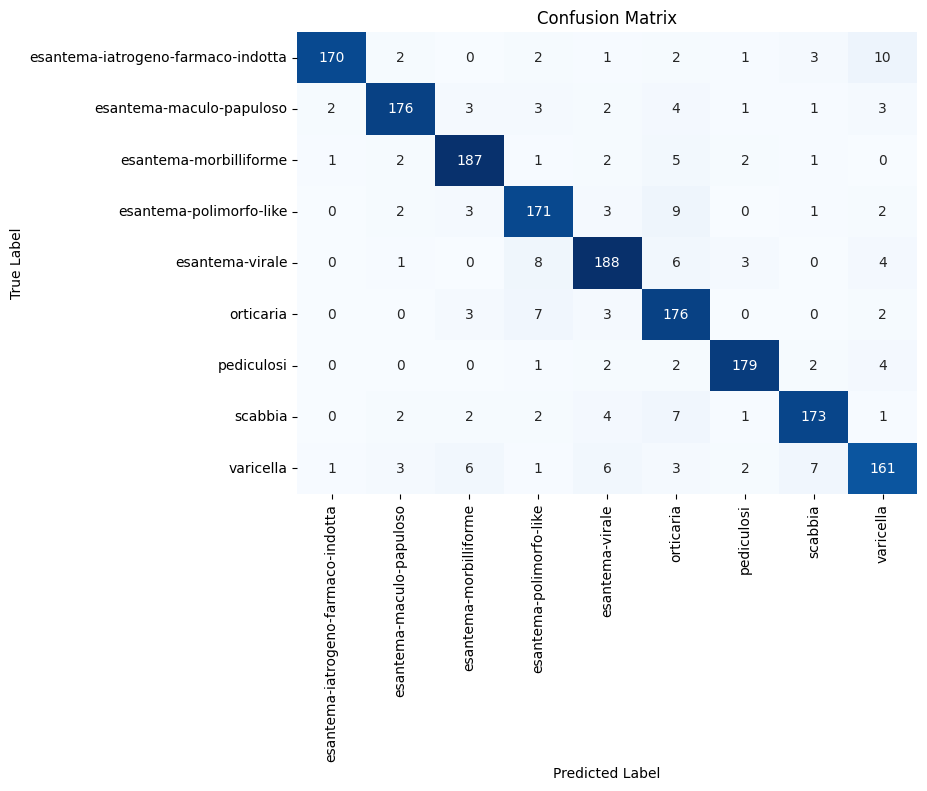 Confusion Matrix
True Label
esantema-iatrogeno-farmaco-indotta 170 2 0 2 1 2 1 3 10
esantema-maculo-papuloso 2 176 3 3 2 4 1 1 3
esantema-morbilliforme 1 2 187 1 2 5 2 1 0
esantema-polimorfo-like 0 2 3 171 3 9 0 1 2
esantema-virale 0 1 0 8 188 6 3 0 4
orticaria 0 0 3 7 3 176 0 0 2
pediculosi 0 0 0 1 2 2 179 2 4
scabbia 0 2 2 2 4 7 1 173 1
varicella 1 3 6 1 6 3 2 7 161
esantema-iatrogeno-farmaco-indotta
esantema-maculo-papuloso
esantema-morbilliforme
esantema-polimorfo-like
esantema-virale
orticaria
pediculosi
scabbia
varicella
Predicted Label